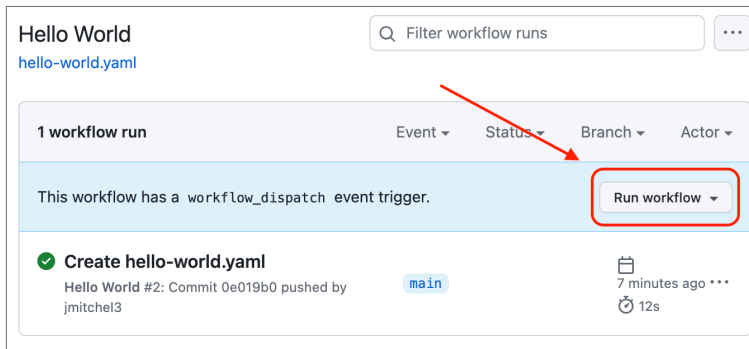 Hello World
Filter workflow runs
hello-world.yaml
1 workflow run
Event
Status
Branch
Actor
This workflow has a workflow_dispatch event trigger.
Run workflow
Create hello-world.yaml
Hello World #2: Commit 0e019b0 pushed by
jmitchel3
main
7 minutes ago
12s